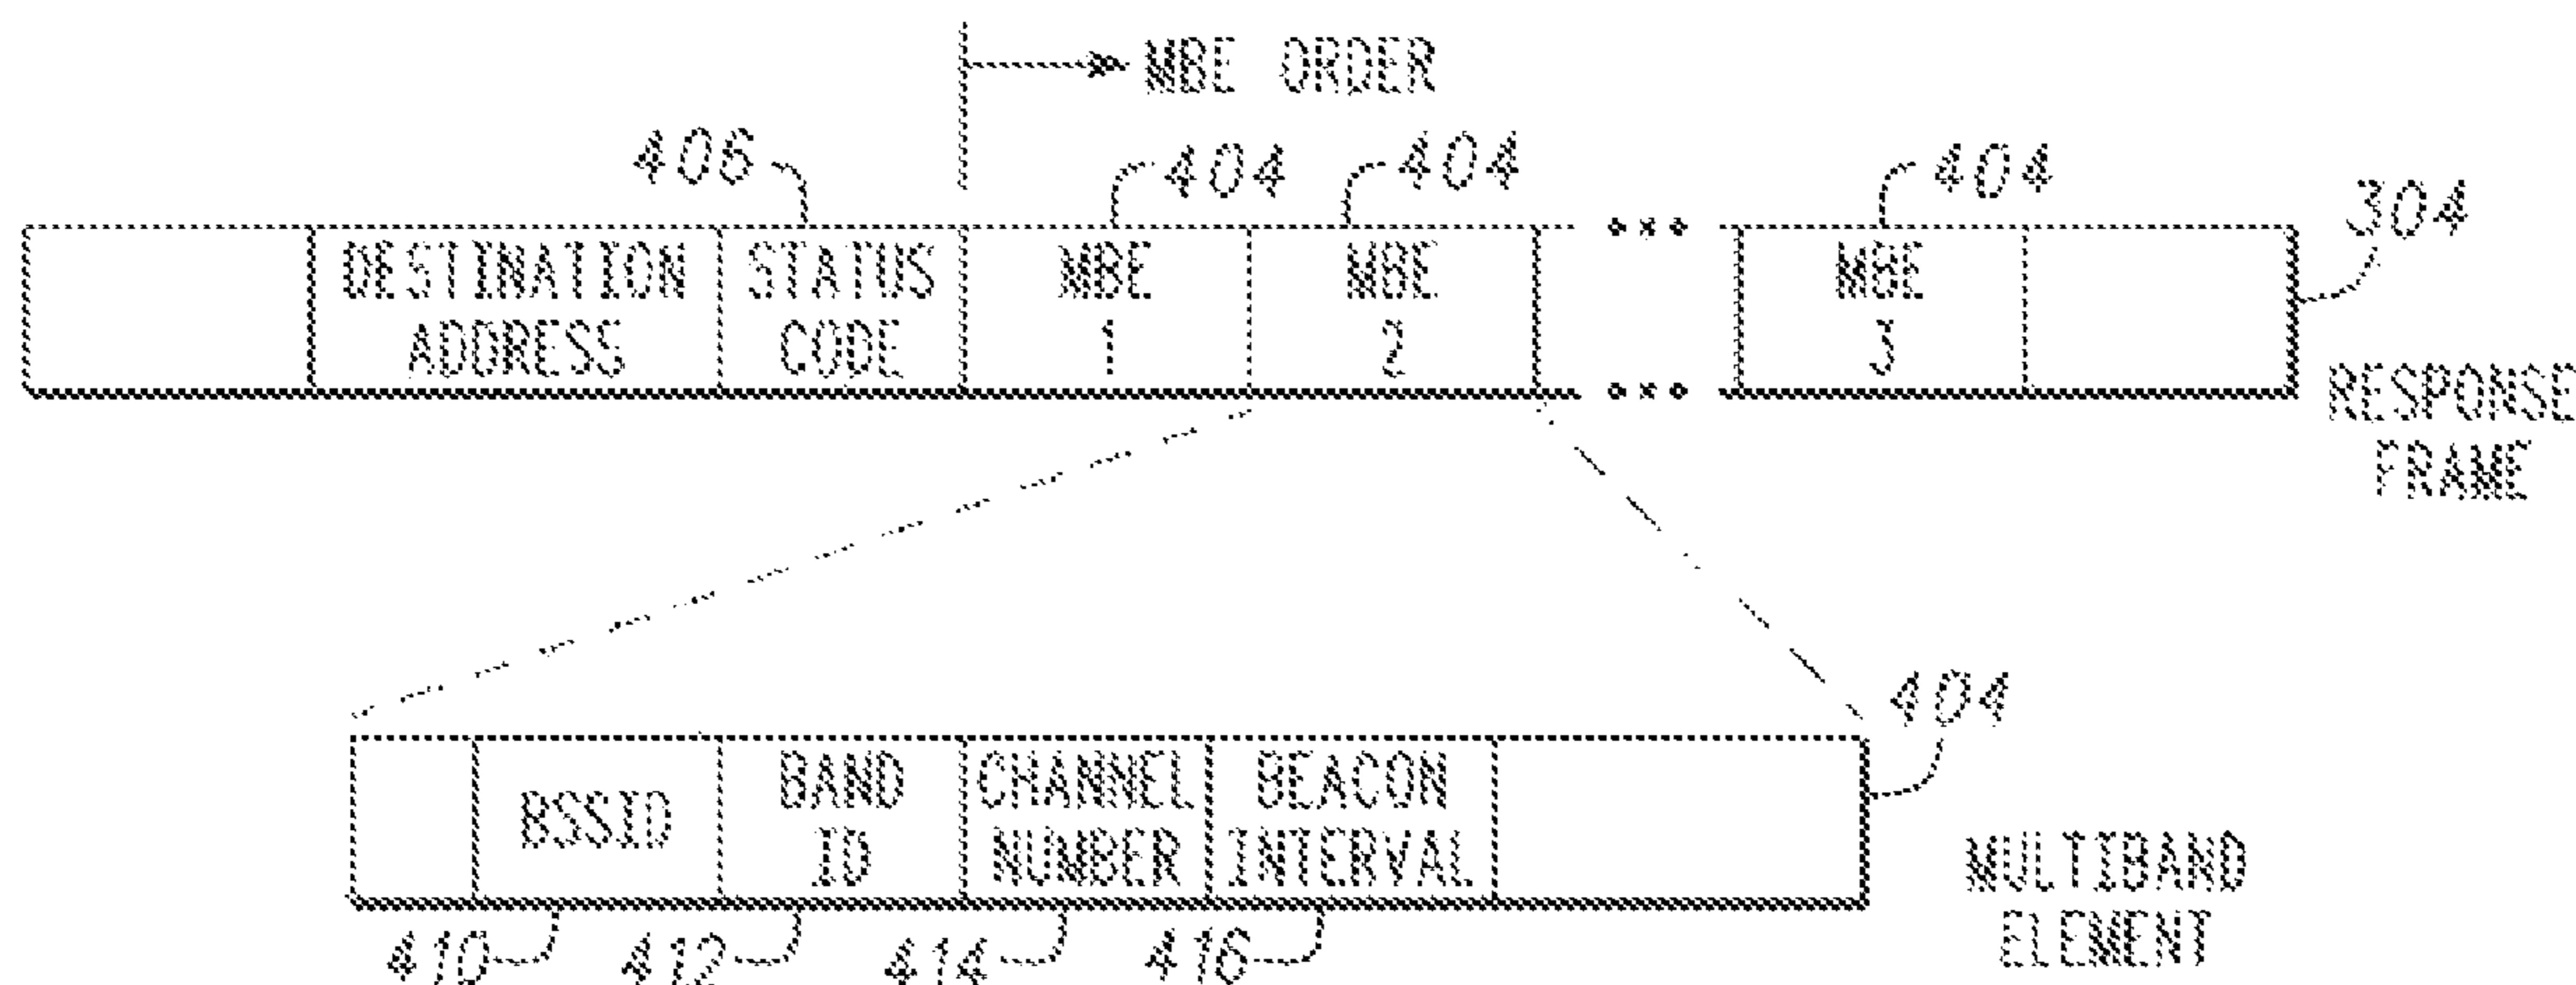 MBE ORDER
406 404 404 404 304
DESTINATION ADDRESS
STATUS CODE
MBE 1
MBE 2
MBE 3
RESPONSE FRAME
404
BSSID
BAND ID
CHANNEL NUMBER
BEACON INTERVAL
MULTIBAND ELEMENT
410 412 414 416